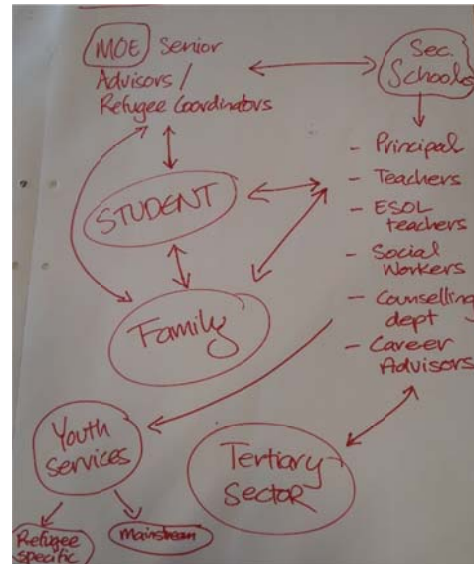 MOE Senior
Advisors /
Refugee Coordinators
Sec.
Schools
- Principal
- Teachers
- ESOL
teachers
- Social
Workers
- Counselling
dept
- Career
Advisors
STUDENT
Family
Youth
Services
Refugee
specific
Mainstream
Tertiary
Sector